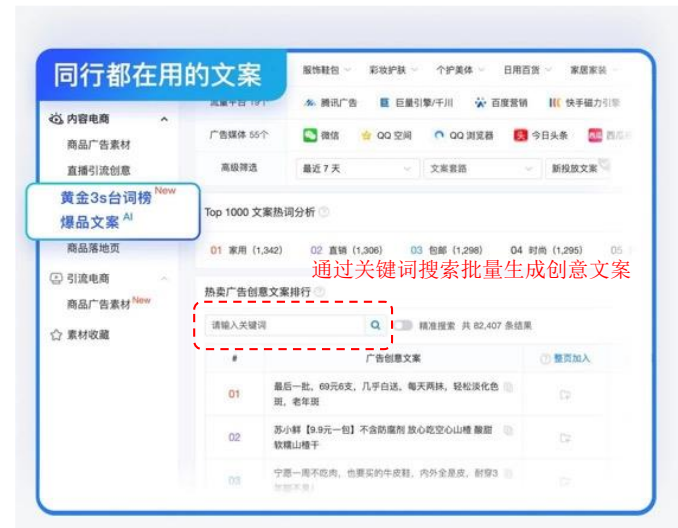 同行都在用的文案
服饰鞋包 彩妆护肤 个护美体 日用百货 家居家装
流量平台 19个 腾讯广告 巨量引擎/千川 百度营销 快手磁力引擎
内容电商
广告媒体 55个 微信 QQ 空间 QQ 浏览器 今日头条
商品广告素材
直播引流创意
高级筛选 最近 7 天 文案套路 新投放文案
黄金3s台词榜 New
爆品文案 AI
Top 1000 文案热词分析
商品落地页
01 家用 (1,342) 02 直销 (1,306) 03 包邮 (1,298) 04 时尚 (1,295) 05
通过关键词搜索批量生成创意文案
引流电商
商品广告素材 New
素材收藏
热卖广告创意文案排行
请输入关键词 精准搜索 共 82,407 条结果
# 广告创意文案 整页加入
01 最后一批，69元6支，几乎白送，每天两抹，轻松淡化色
斑，老年斑
02 苏小鲜【9.9元一包】不含防腐剂 放心吃空心山楂 酸甜
软糯山楂干
03 宁愿一周不吃肉，也要买的牛皮鞋，内外全是皮，耐穿3